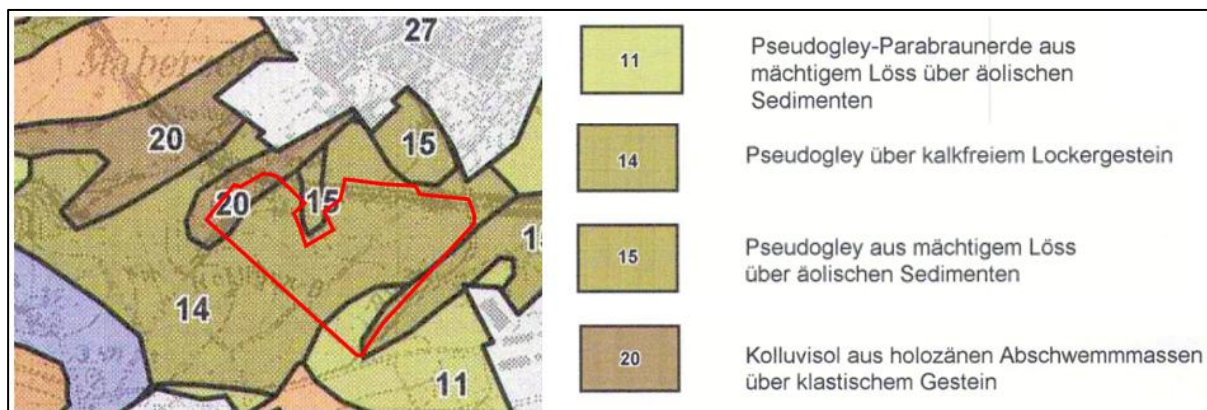 27
20
15
20
15
14
11
11
Pseudogley-Parabraunerde aus
mächtigem Löss über äolischen
Sedimenten
14
Pseudogley über kalkfreiem Lockergestein
15
Pseudogley aus mächtigem Löss
über äolischen Sedimenten
20
Kolluvisol aus holozänen Abschwemmmassen
über klastischem Gestein